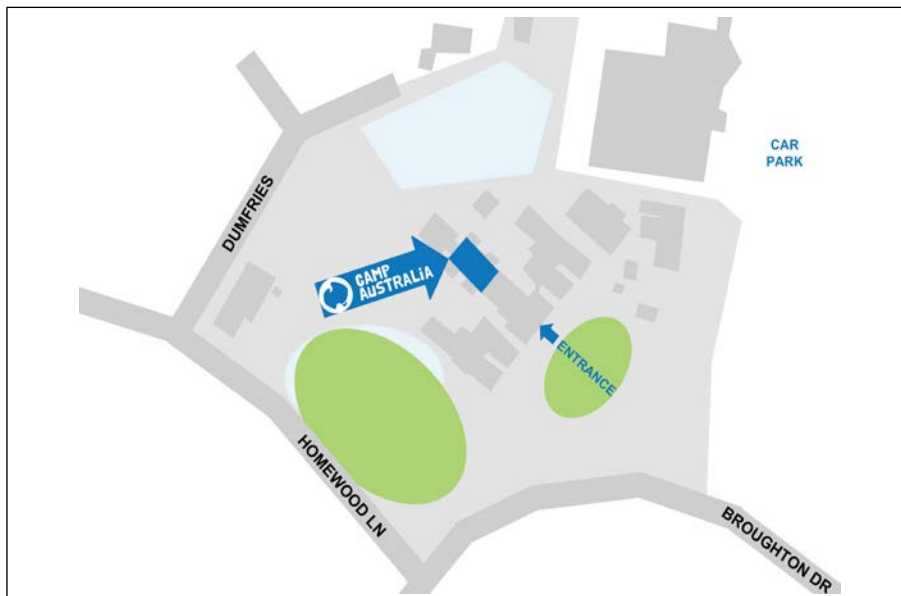 CAR
PARK
DUMFRIES
CAMP
AUSTRALiA
ENTRANCE
HOMEWOOD LN
BROUGHTON DR